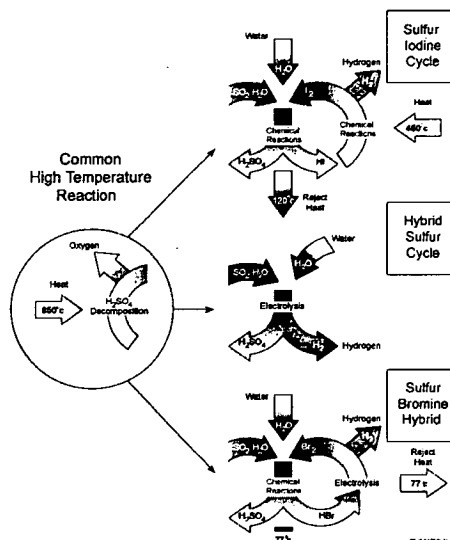 Common
High Temperature
Reaction
Oxygen
Heat
850°c
H2SO4
Decomposition
Water
H2O
SO2 H2O
I2
Hydrogen
Sulfur
Iodine
Cycle
Chemical
Reactions
Chemical
Reactions
Heat
450°c
H2SO4
HI
120°c
Reject
Heat
Water
H2O
SO2 H2O
Electrolysis
H2SO4
H2
Hydrogen
Hybrid
Sulfur
Cycle
Water
H2O
SO2 H2O
Br2
Hydrogen
Sulfur
Bromine
Hybrid
Chemical
Reactions
Electrolysis
Reject
Heat
77°c
H2SO4
HBr